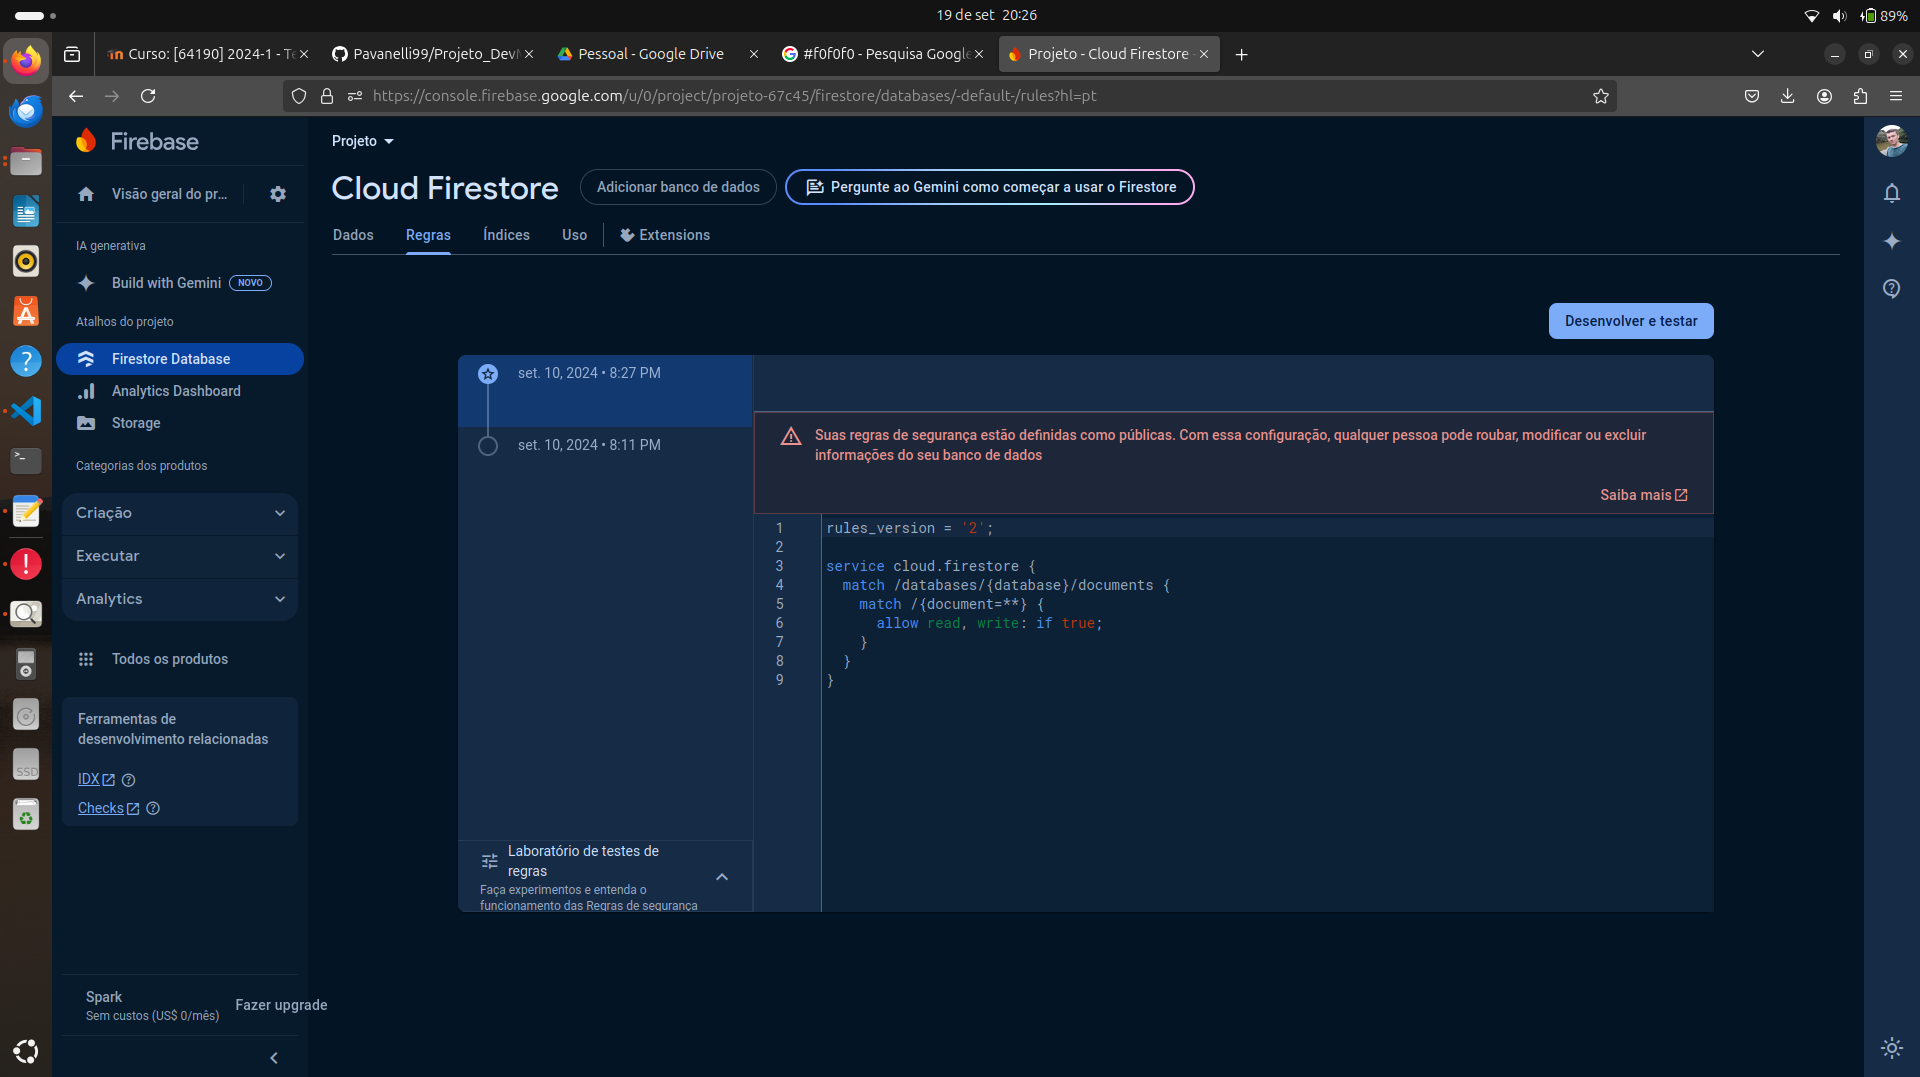 19 de set 20:26
89%
Curso: [64190] 2024-1 - Te
Pavanelli99/Projeto_DevM
Pessoal - Google Drive
#f0f0f0 - Pesquisa Google
Projeto - Cloud Firestore
https://console.firebase.google.com/u/0/project/projeto-67c45/firestore/databases/-default-/rules?hl=pt
Firebase
Projeto
Visão geral do pr...
Cloud Firestore
Adicionar banco de dados
Pergunte ao Gemini como começar a usar o Firestore
Dados
Regras
Índices
Uso
Extensions
IA generativa
Build with Gemini
NOVO
Atalhos do projeto
Firestore Database
Analytics Dashboard
Storage
Categorias dos produtos
Criação
Executar
Analytics
Todos os produtos
Ferramentas de
desenvolvimento relacionadas
IDX
Checks
Spark
Sem custos (US$ 0/mês)
Fazer upgrade
Desenvolver e testar
set. 10, 2024 • 8:27 PM
set. 10, 2024 • 8:11 PM
Laboratório de testes de
regras
Faça experimentos e entenda o
funcionamento das Regras de segurança
Suas regras de segurança estão definidas como públicas. Com essa configuração, qualquer pessoa pode roubar, modificar ou excluir
informações do seu banco de dados
Saiba mais
1 rules_version = '2';
2
3 service cloud.firestore {
4   match /databases/{database}/documents {
5     match /{document=**} {
6       allow read, write: if true;
7     }
8   }
9 }
SSD